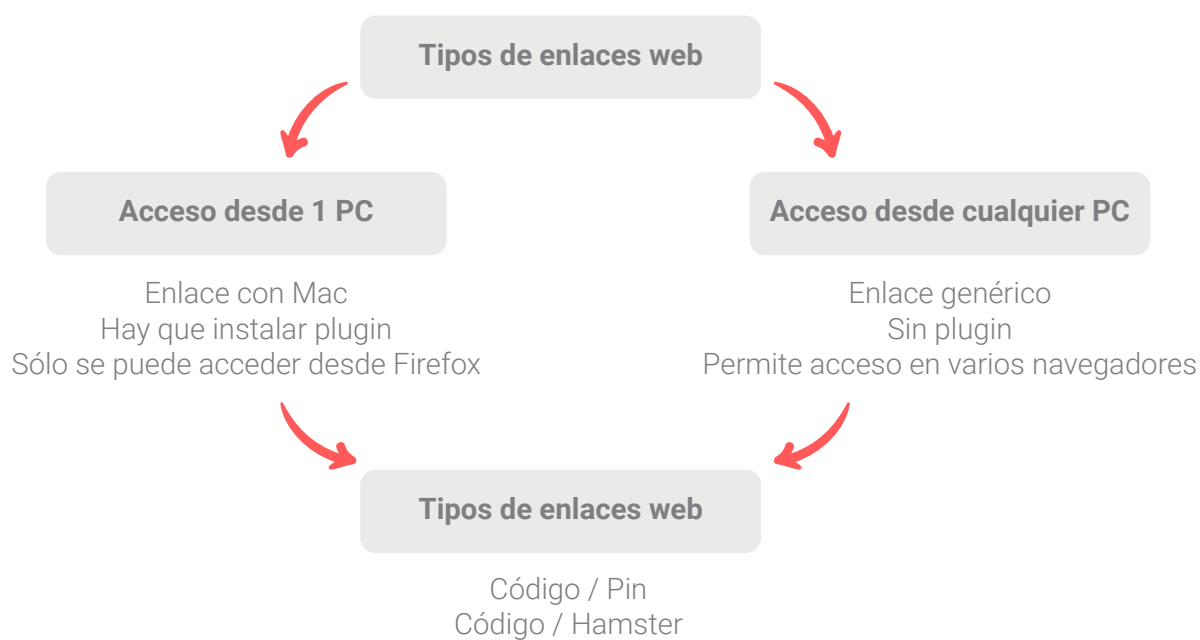 Tipos de enlaces web
Acceso desde 1 PC
Enlace con Mac
Hay que instalar plugin
Sólo se puede acceder desde Firefox
Acceso desde cualquier PC
Enlace genérico
Sin plugin
Permite acceso en varios navegadores
Tipos de enlaces web
Código / Pin
Código / Hamster